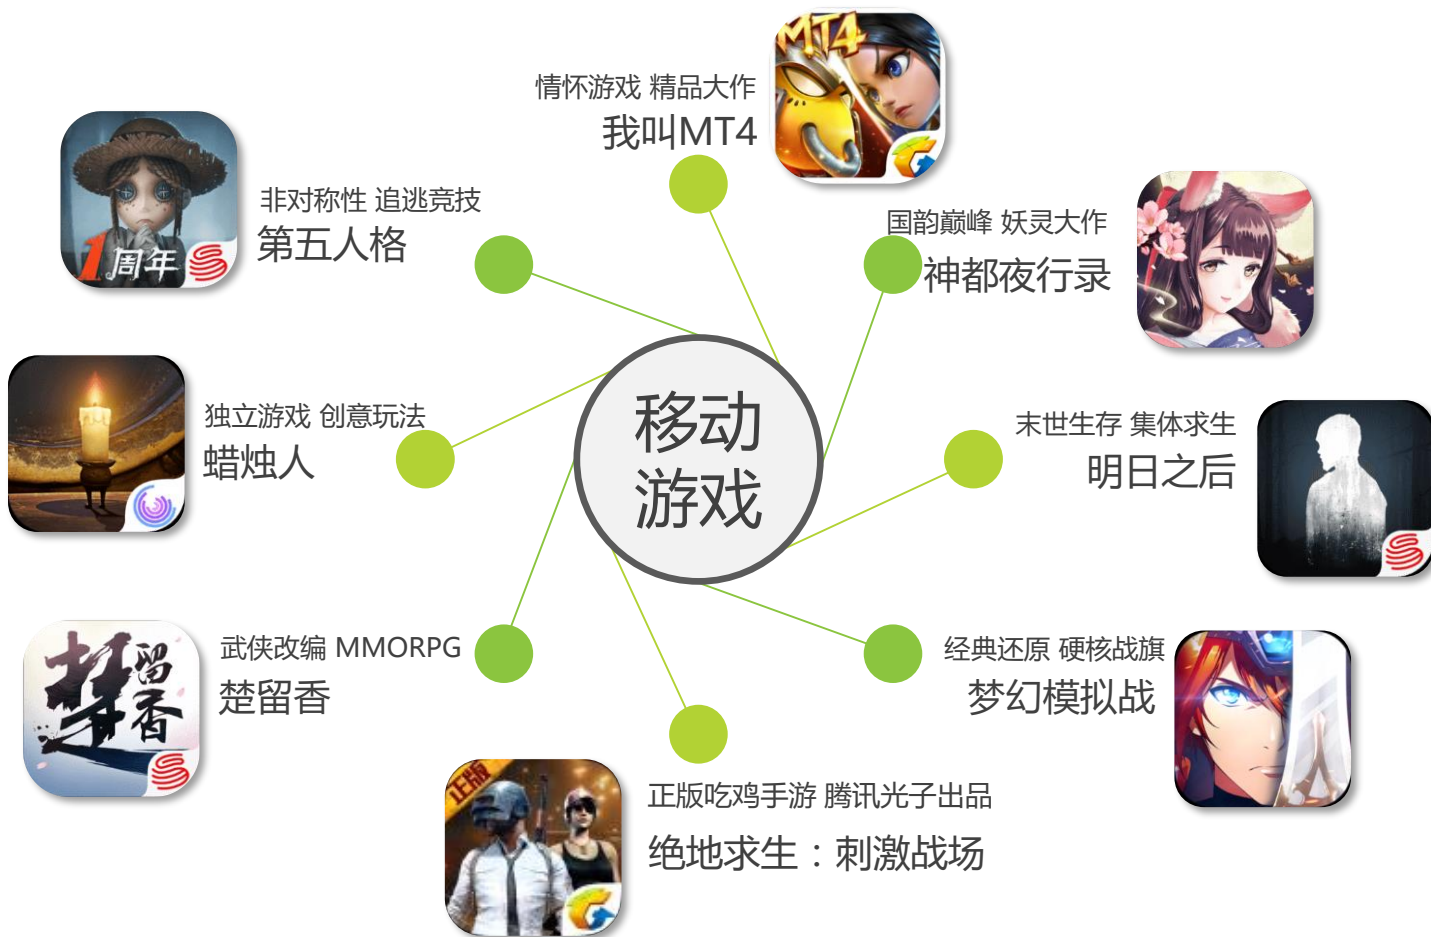 MT4
情怀游戏 精品大作
我叫MT4
非对称性 追逃竞技
第五人格
1周年
国韵巅峰 妖灵大作
神都夜行录
移动
游戏
独立游戏 创意玩法
蜡烛人
末世生存 集体求生
明日之后
武侠改编 MMORPG
楚留香
楚留香
经典还原 硬核战旗
梦幻模拟战
正版
正版吃鸡手游 腾讯光子出品
绝地求生：刺激战场